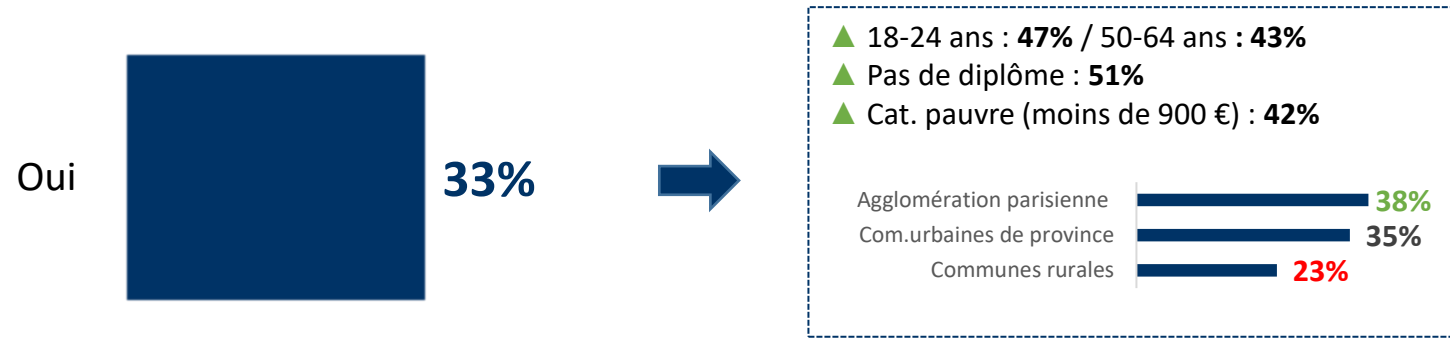 Oui
33%
18-24 ans : 47% / 50-64 ans : 43%
Pas de diplôme : 51%
Cat. pauvre (moins de 900 €) : 42%
Agglomération parisienne 38%
Com.urbaines de province 35%
Communes rurales 23%